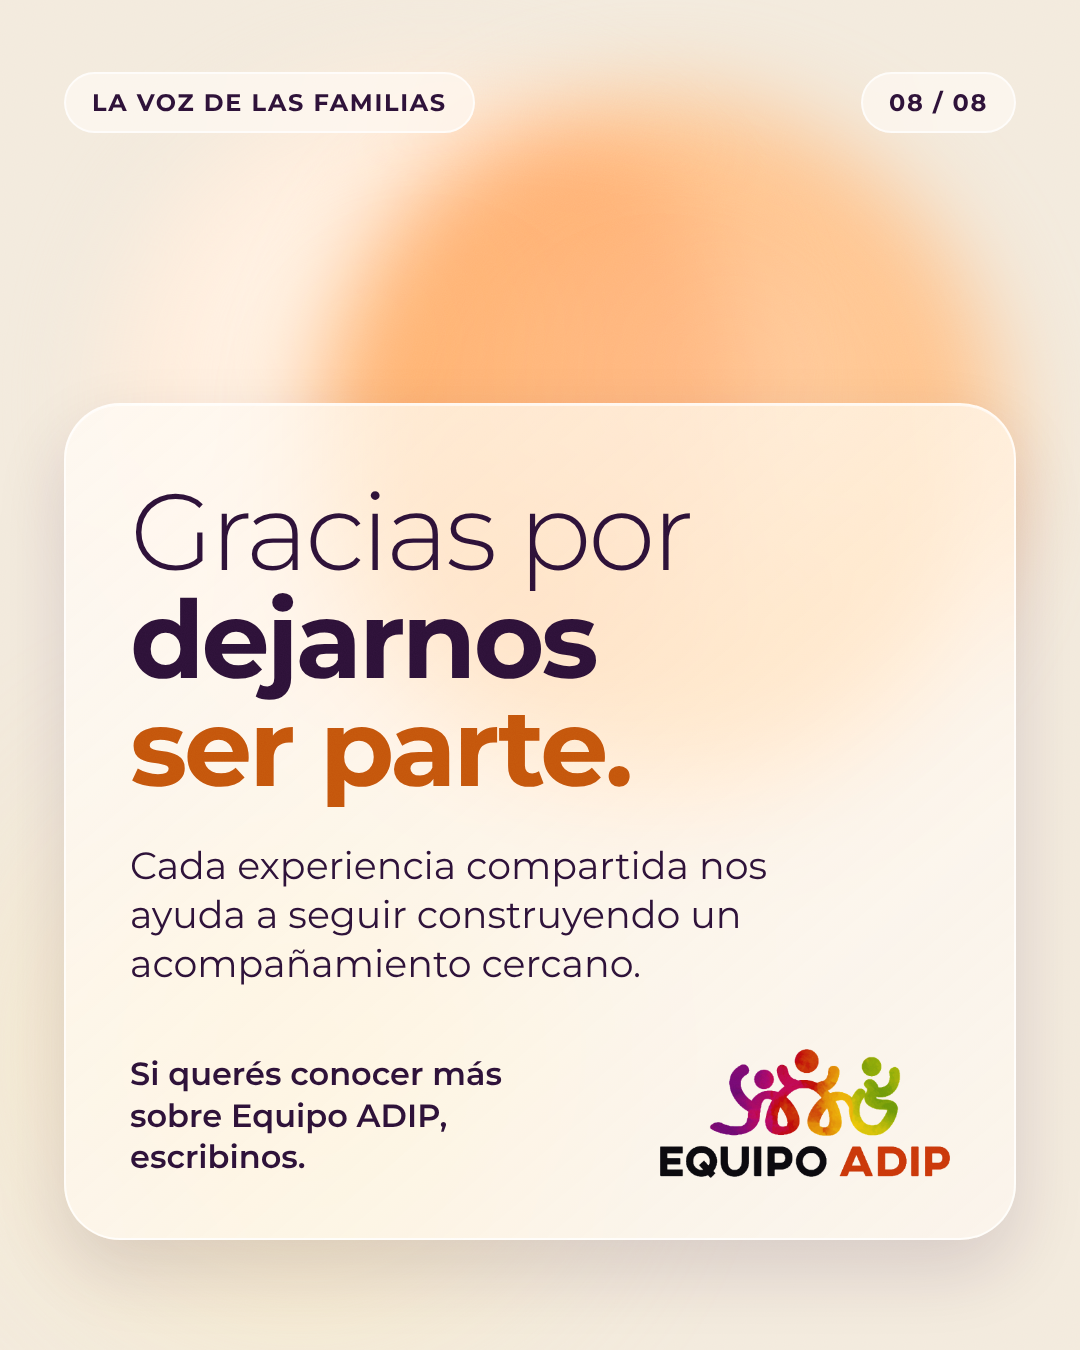 LA VOZ DE LAS FAMILIAS
08 / 08
Gracias por
dejarnos
ser parte.
Cada experiencia compartida nos
ayuda a seguir construyendo un
acompañamiento cercano.
Si querés conocer más
sobre Equipo ADIP,
escribinos.
EQUIPO ADIP